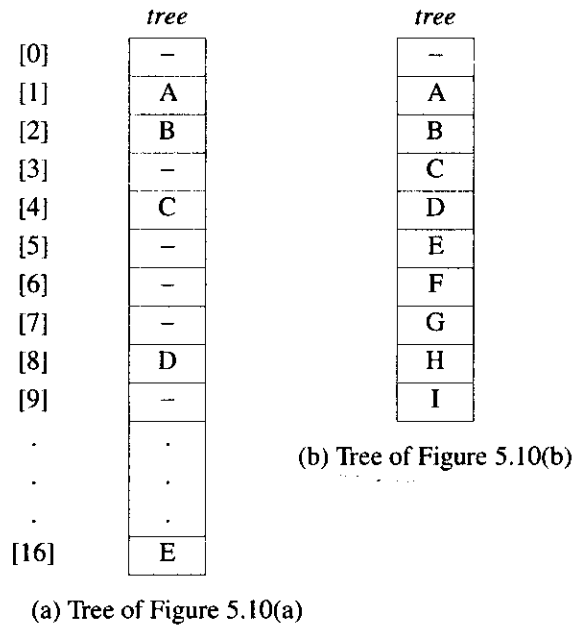 tree tree
[0] – –
[1] A A
[2] B B
[3] – C
[4] C D
[5] – E
[6] – F
[7] – G
[8] D H
[9] – I
. .
(b) Tree of Figure 5.10(b)
. .
. .
[16] E
(a) Tree of Figure 5.10(a)